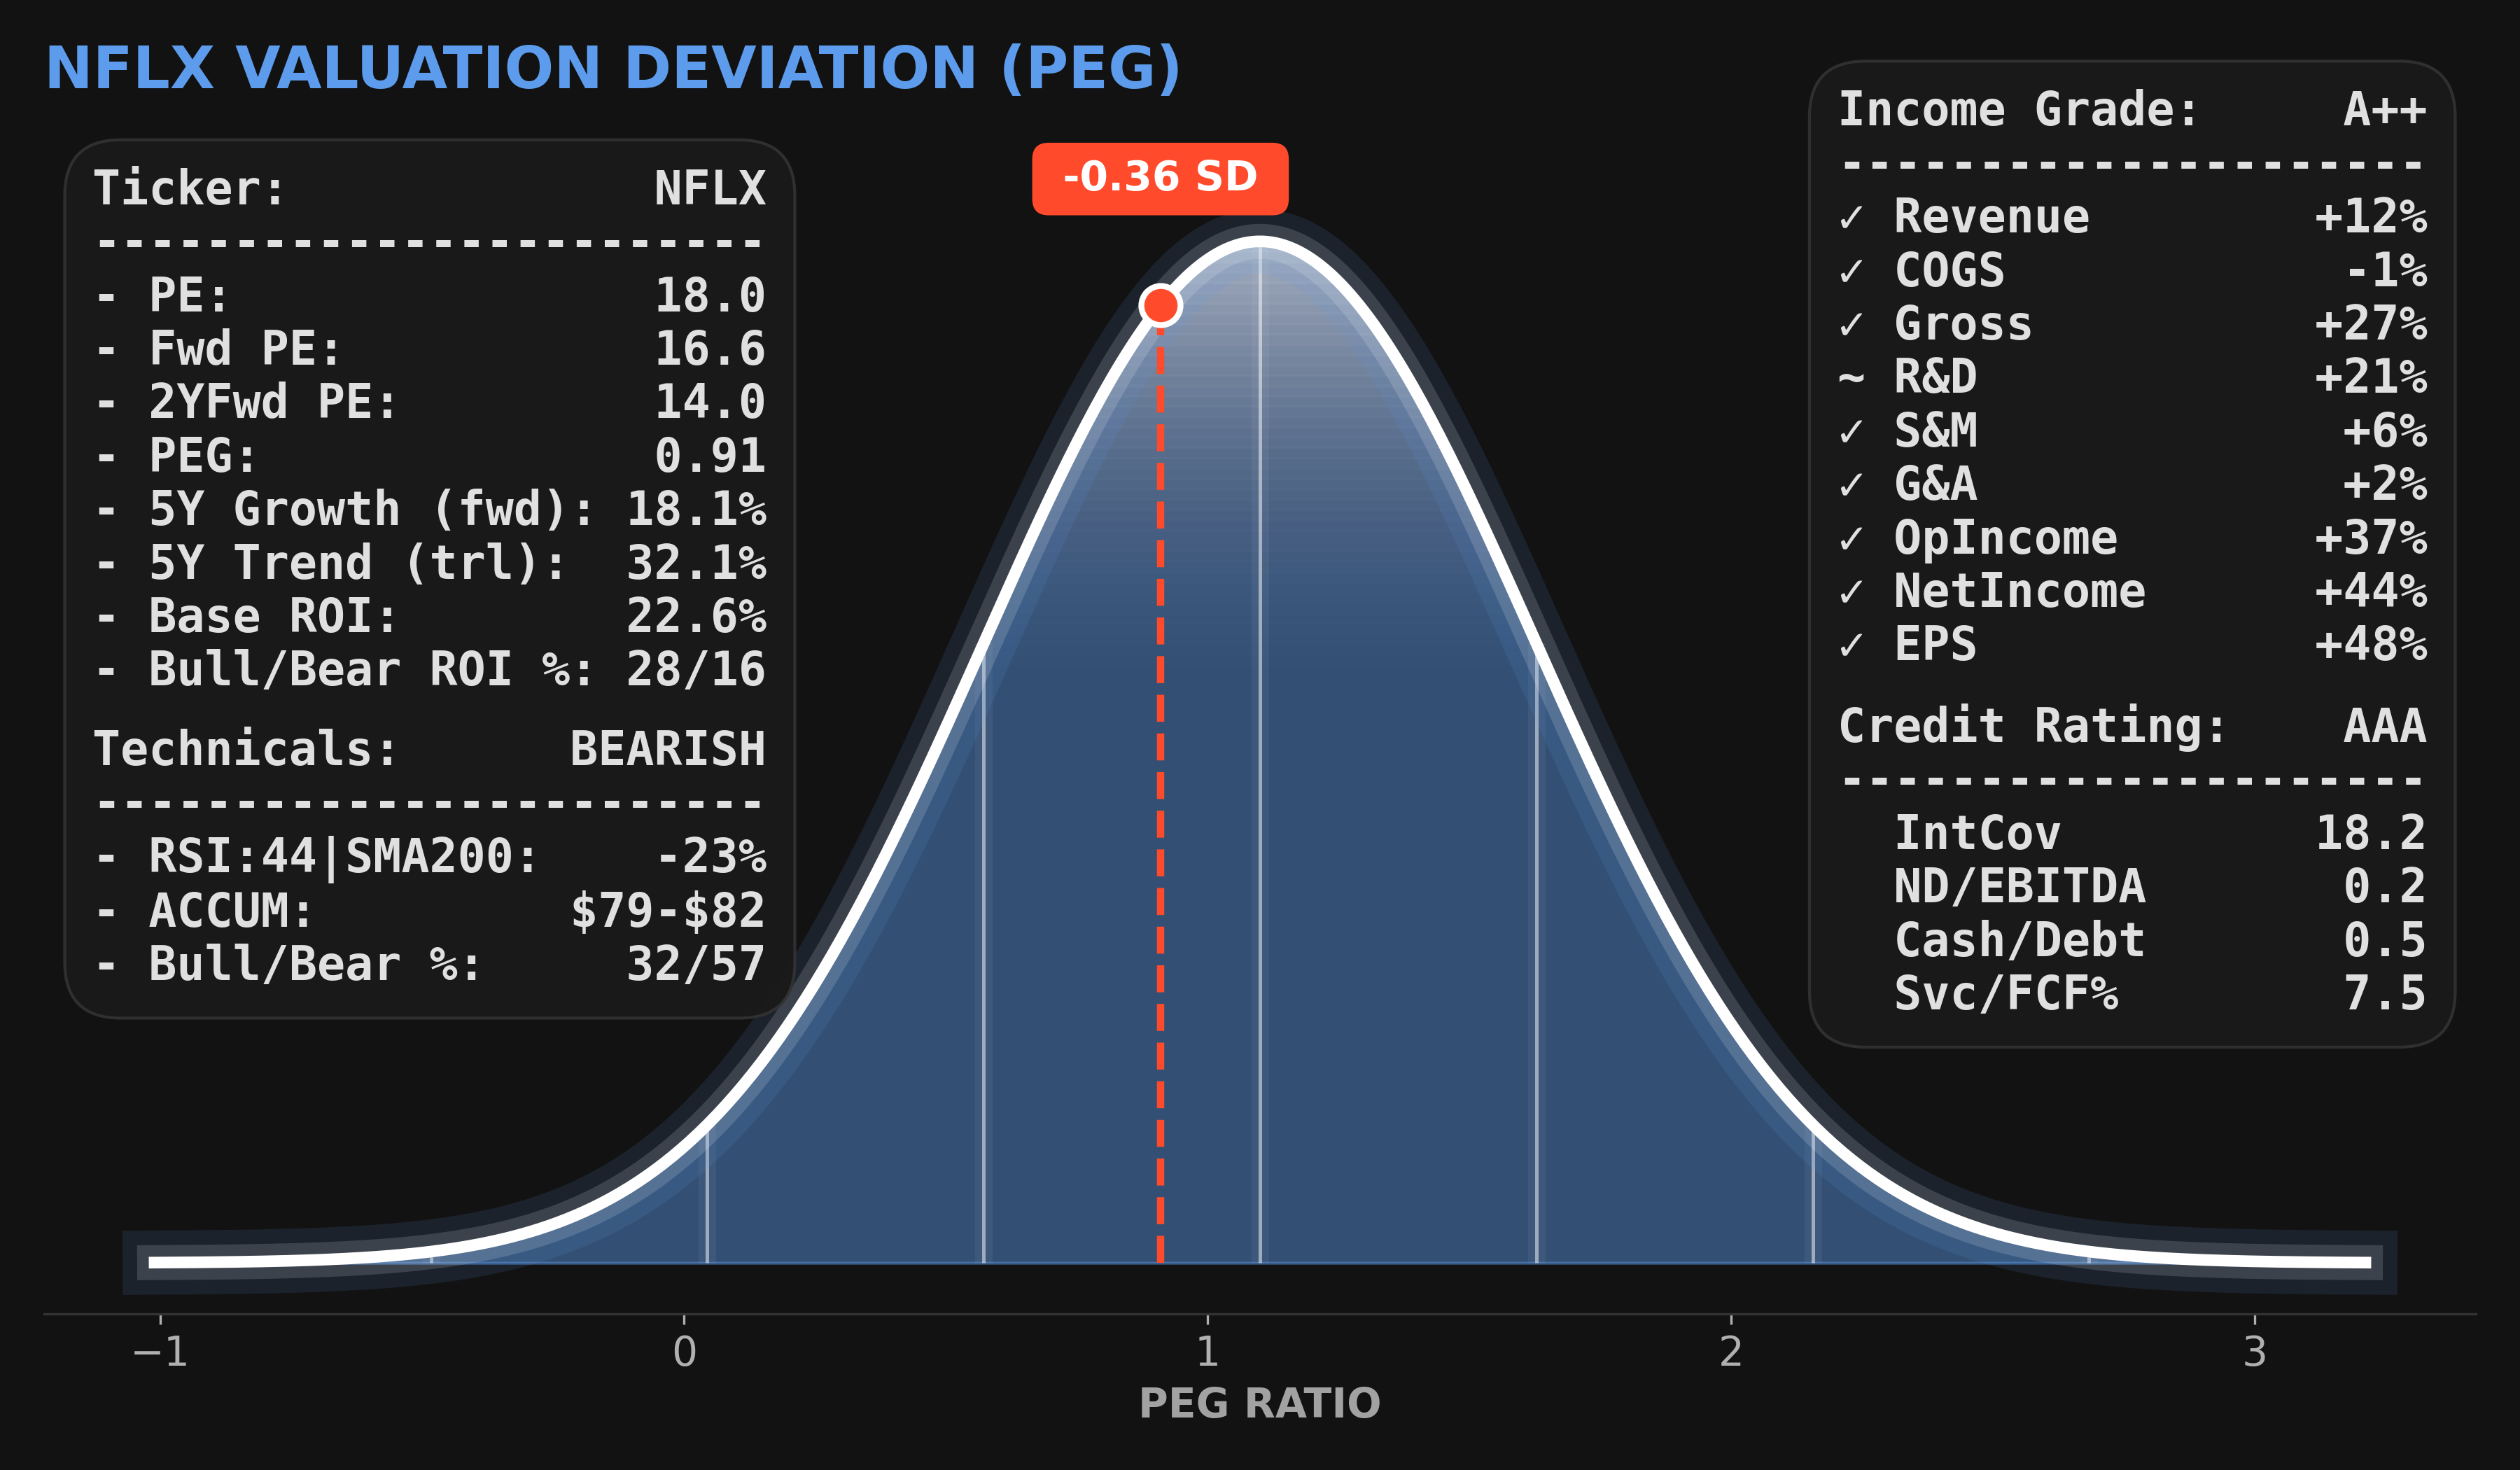 NFLX VALUATION DEVIATION (PEG)
Ticker: NFLX
--------------------------
- PE: 18.0
- Fwd PE: 16.6
- 2YFwd PE: 14.0
- PEG: 0.91
- 5Y Growth (fwd): 18.1%
- 5Y Trend (trl): 32.1%
- Base ROI: 22.6%
- Bull/Bear ROI %: 28/16
Technicals: BEARISH
------------------------
- RSI:44|SMA200: -23%
- ACCUM: $79-$82
- Bull/Bear %: 32/57
-0.36 SD
Income Grade: A++
---------------------
✓ Revenue +12%
✓ COGS -1%
✓ Gross +27%
~ R&D +21%
✓ S&M +6%
✓ G&A +2%
✓ OpIncome +37%
✓ NetIncome +44%
✓ EPS +48%
Credit Rating: AAA
---------------------
IntCov 18.2
ND/EBITDA 0.2
Cash/Debt 0.5
Svc/FCF% 7.5
−1 0 1 2 3
PEG RATIO